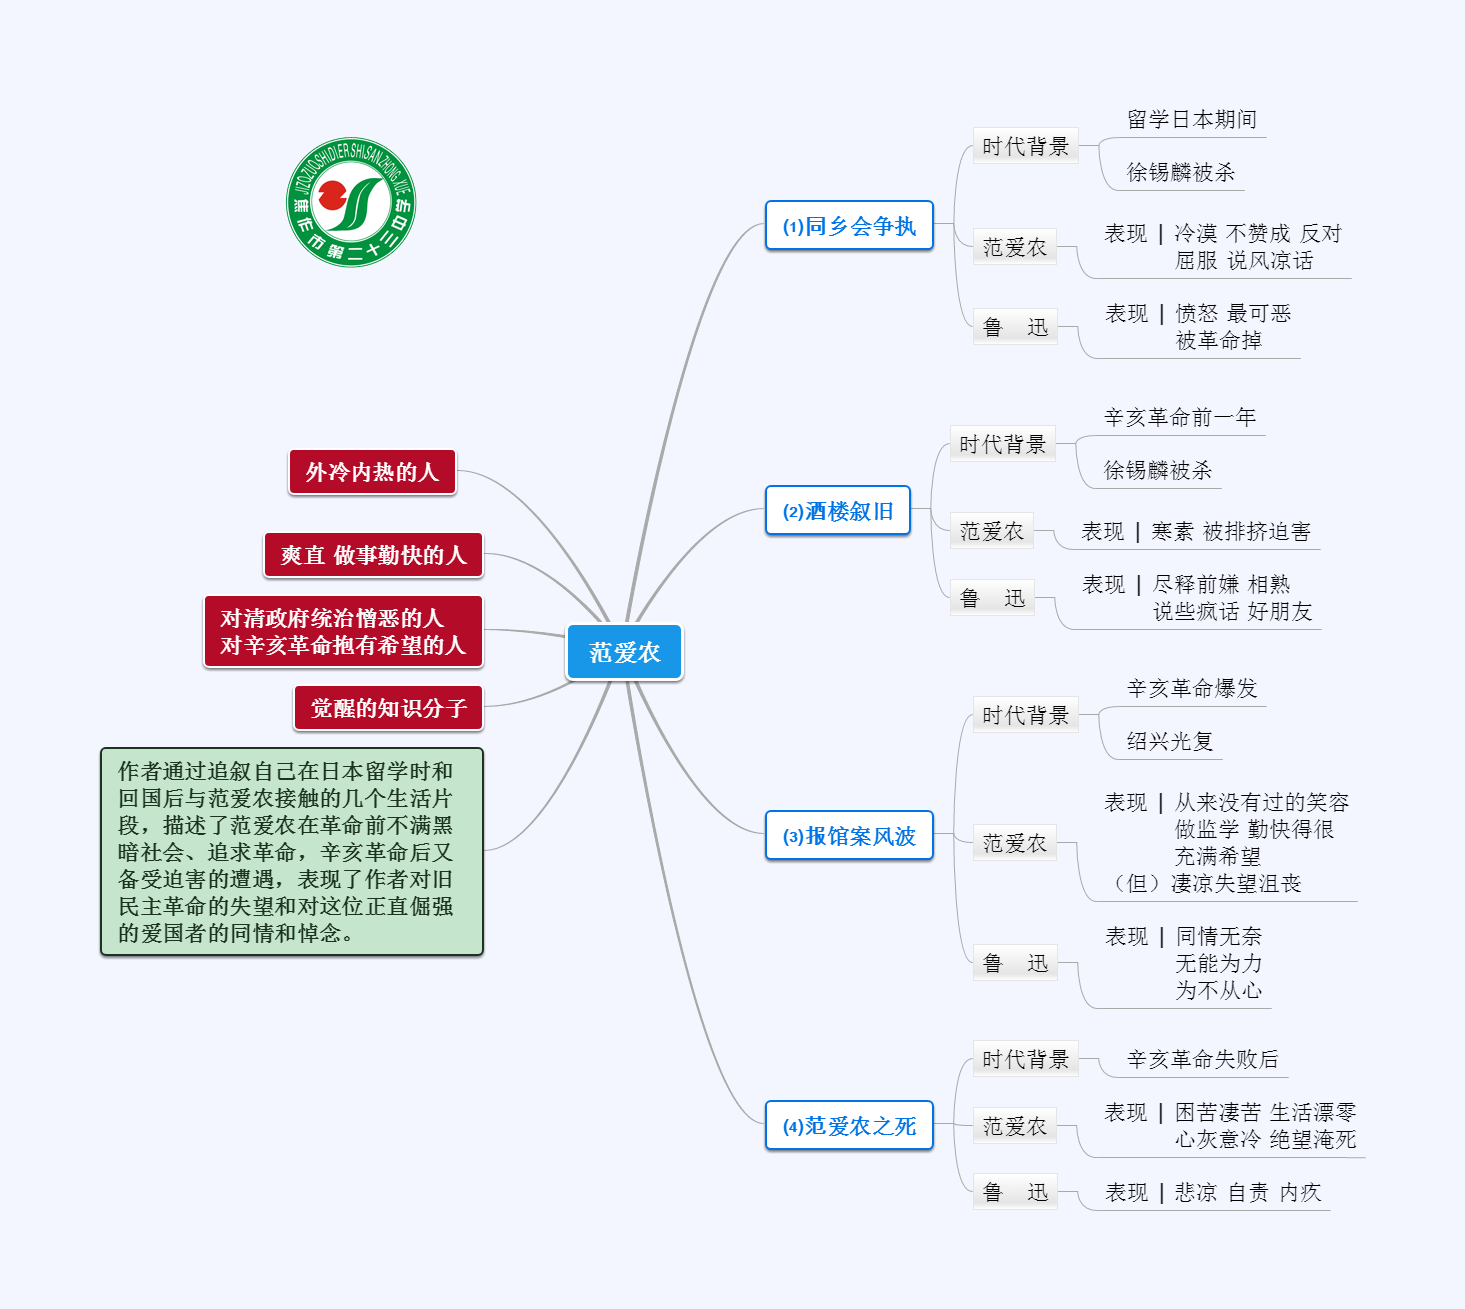 JIZOZUOSHIDIERSHISANZHONG XUE
焦作市第二十三中学
外冷内热的人
爽直 做事勤快的人
对清政府统治憎恶的人
对辛亥革命抱有希望的人
觉醒的知识分子
作者通过追叙自己在日本留学时和
回国后与范爱农接触的几个生活片
段，描述了范爱农在革命前不满黑
暗社会、追求革命，辛亥革命后又
备受迫害的遭遇，表现了作者对旧
民主革命的失望和对这位正直倔强
的爱国者的同情和悼念。
范爱农
(1)同乡会争执
时代背景
留学日本期间
徐锡麟被杀
范爱农
表现 | 冷漠 不赞成 反对
屈服 说风凉话
鲁 迅
表现 | 愤怒 最可恶
被革命掉
(2)酒楼叙旧
时代背景
辛亥革命前一年
徐锡麟被杀
范爱农
表现 | 寒素 被排挤迫害
鲁 迅
表现 | 尽释前嫌 相熟
说些疯话 好朋友
(3)报馆案风波
时代背景
辛亥革命爆发
绍兴光复
范爱农
表现 | 从来没有过的笑容
做监学 勤快得很
充满希望
（但）凄凉失望沮丧
鲁 迅
表现 | 同情无奈
无能为力
为不从心
(4)范爱农之死
时代背景
辛亥革命失败后
范爱农
表现 | 困苦凄苦 生活漂零
心灰意冷 绝望淹死
鲁 迅
表现 | 悲凉 自责 内疚